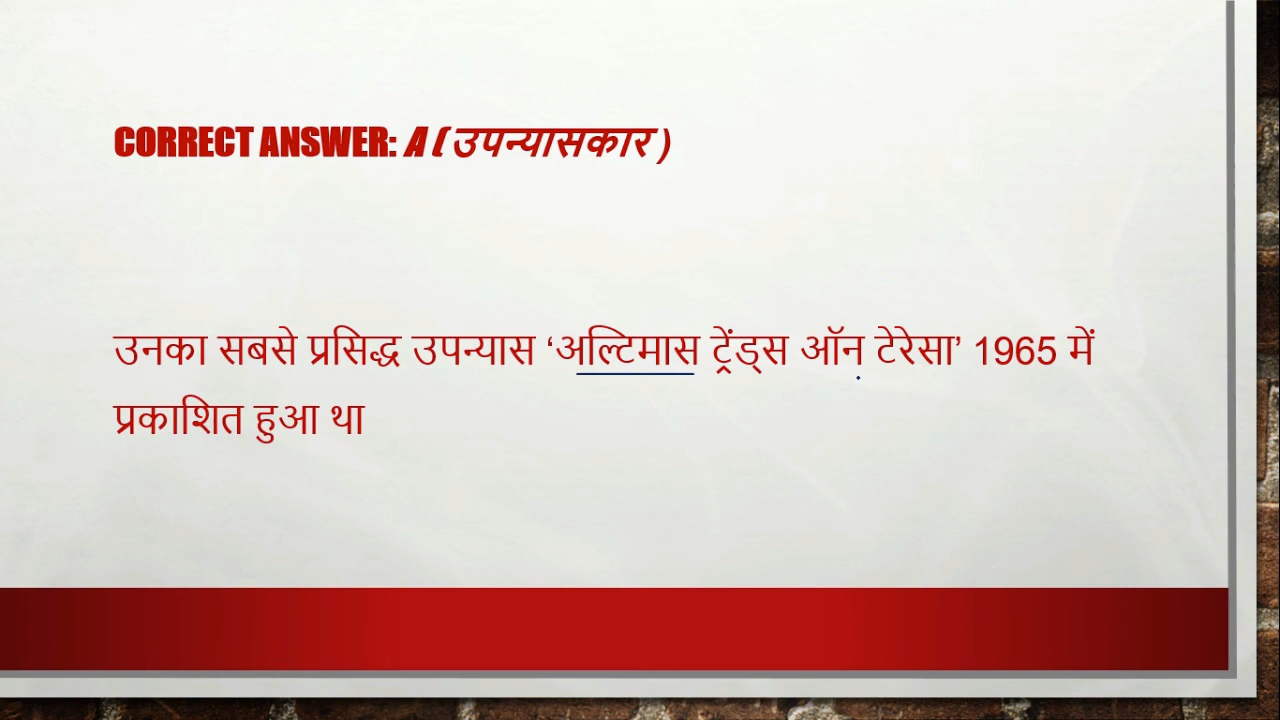 CORRECT ANSWER: A ( उपन्यासकार )
उनका सबसे प्रसिद्ध उपन्यास ‘अल्टिमास ट्रेंड्स ऑन टेरेसा’ 1965 में
प्रकाशित हुआ था